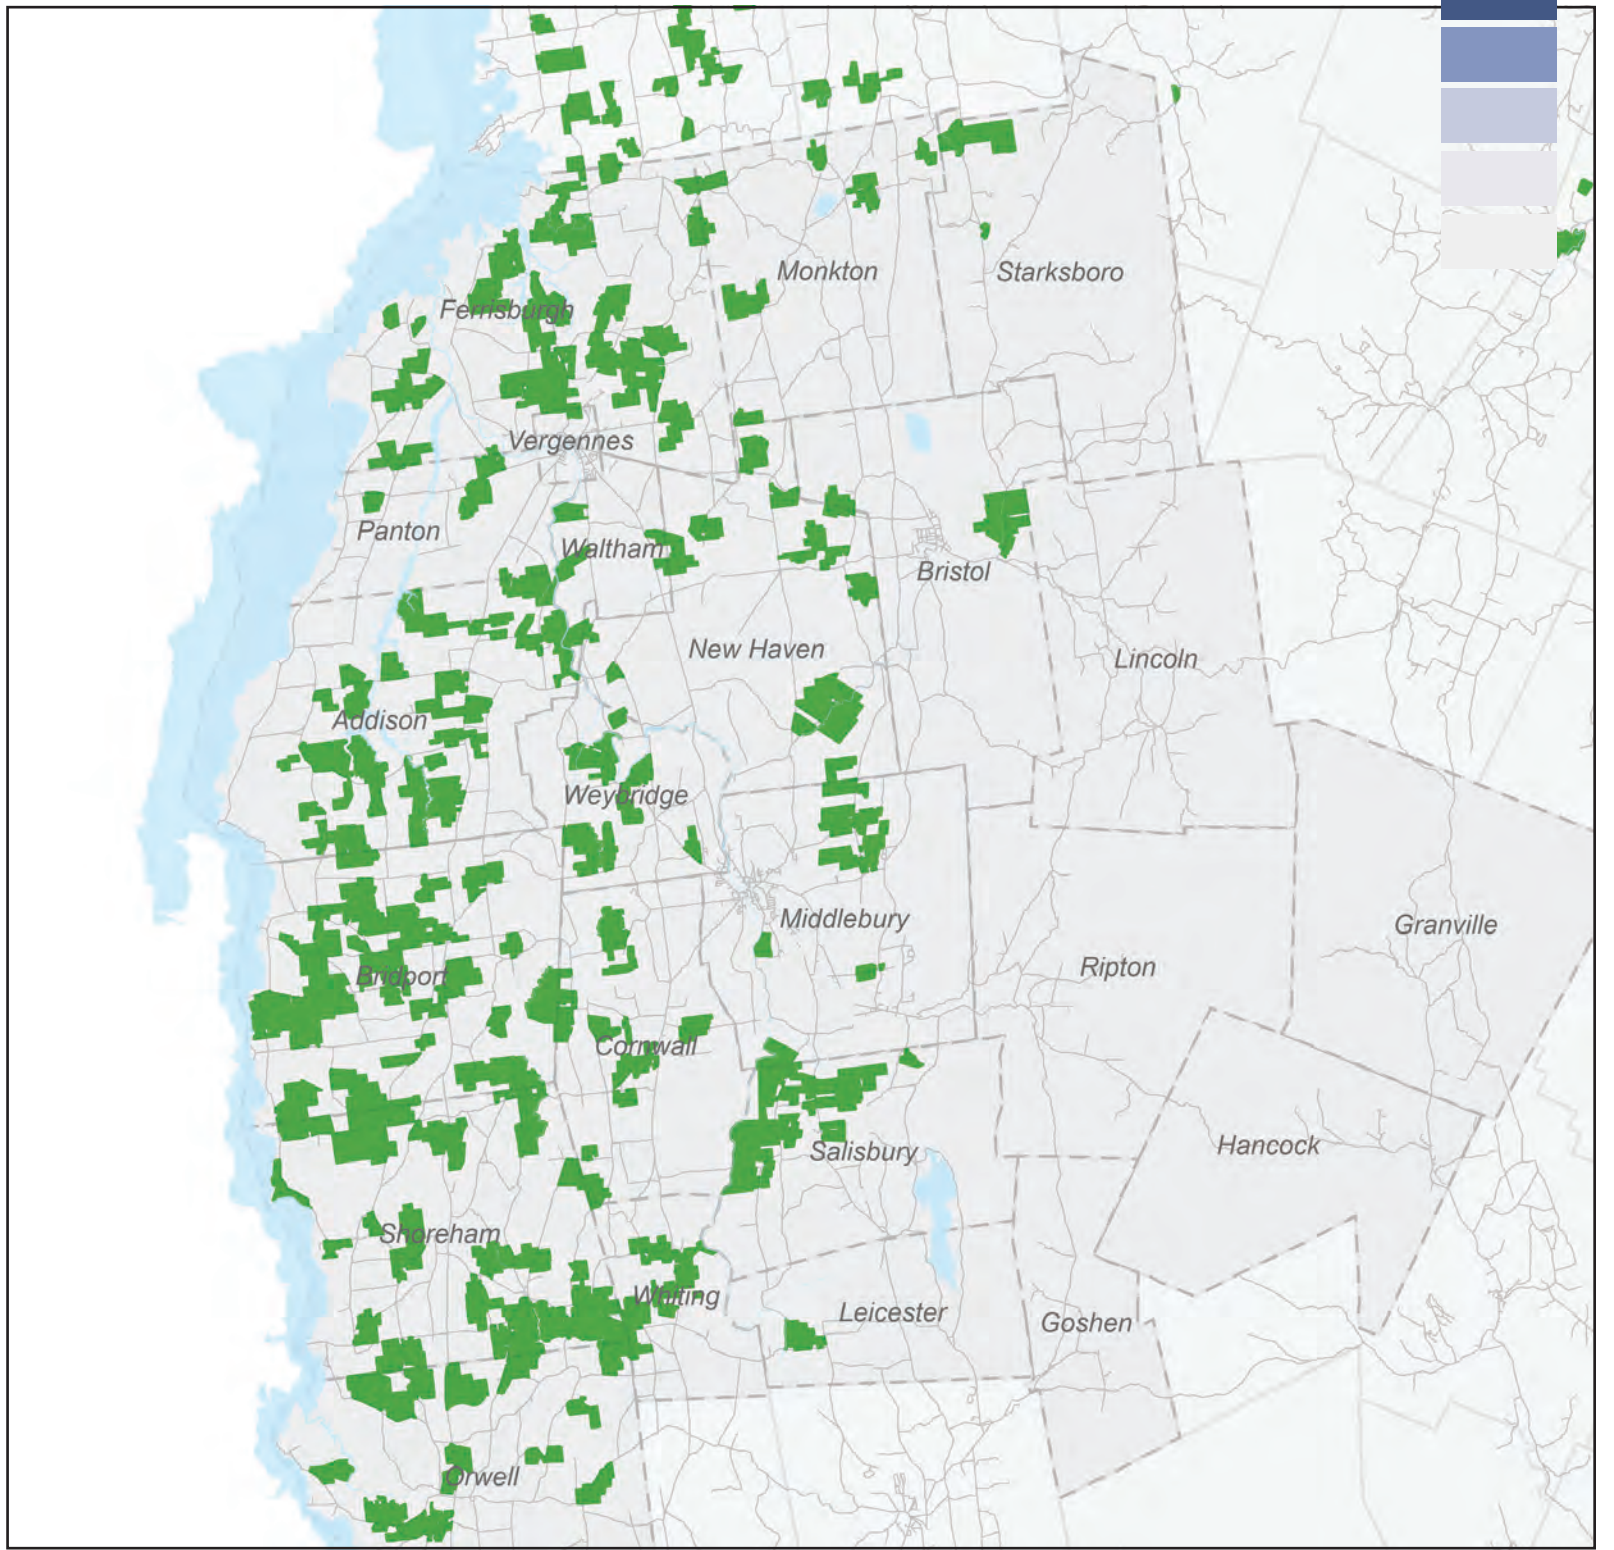 Monkton
Starksboro
Ferrisburgh
Vergennes
Panton
Waltham
Bristol
New Haven
Lincoln
Addison
Weybridge
Middlebury
Granville
Ripton
Bridport
Cornwall
Hancock
Salisbury
Shoreham
Whiting
Leicester
Goshen
Orwell